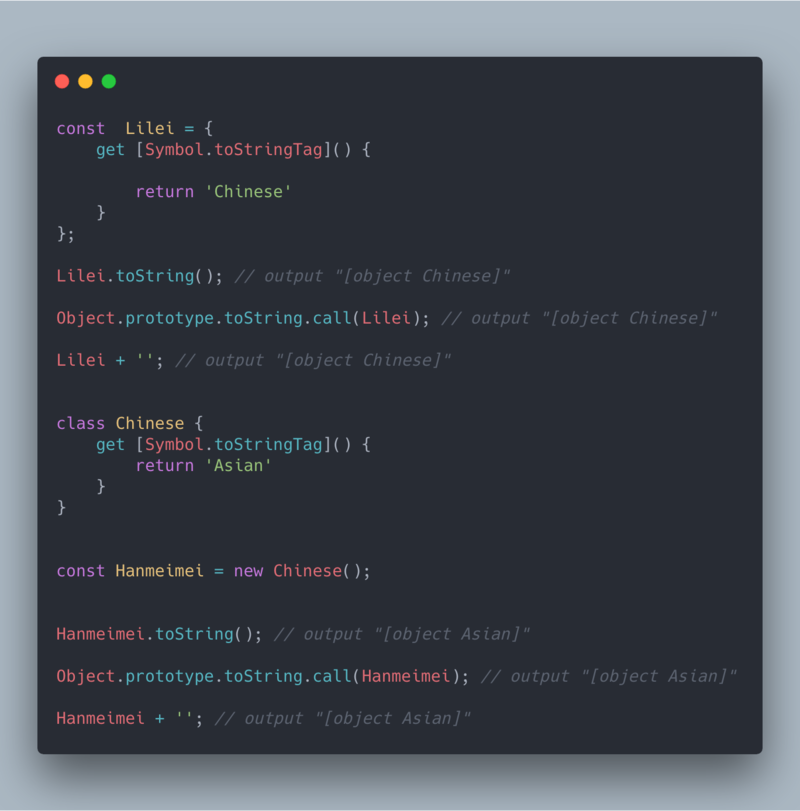 const  Lilei = {
    get [Symbol.toStringTag]() {
        return 'Chinese'
    }
};
Lilei.toString(); // output "[object Chinese]"
Object.prototype.toString.call(Lilei); // output "[object Chinese]"
Lilei + ''; // output "[object Chinese]"
class Chinese {
    get [Symbol.toStringTag]() {
        return 'Asian'
    }
}
const Hanmeimei = new Chinese();
Hanmeimei.toString(); // output "[object Asian]"
Object.prototype.toString.call(Hanmeimei); // output "[object Asian]"
Hanmeimei + ''; // output "[object Asian]"